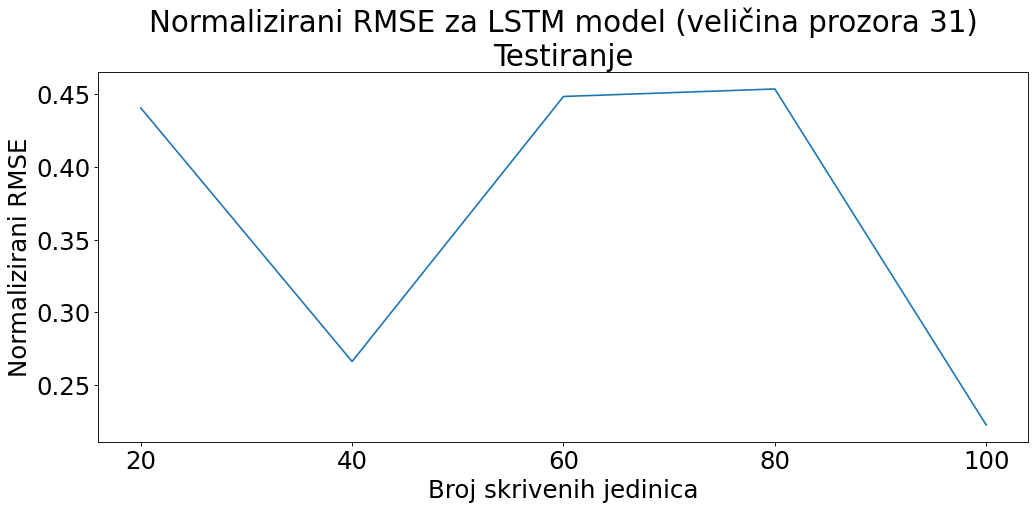 Normalizirani RMSE za LSTM model (veličina prozora 31)
Testiranje
Normalizirani RMSE
0.45
0.40
0.35
0.30
0.25
20 40 60 80 100
Broj skrivenih jedinica